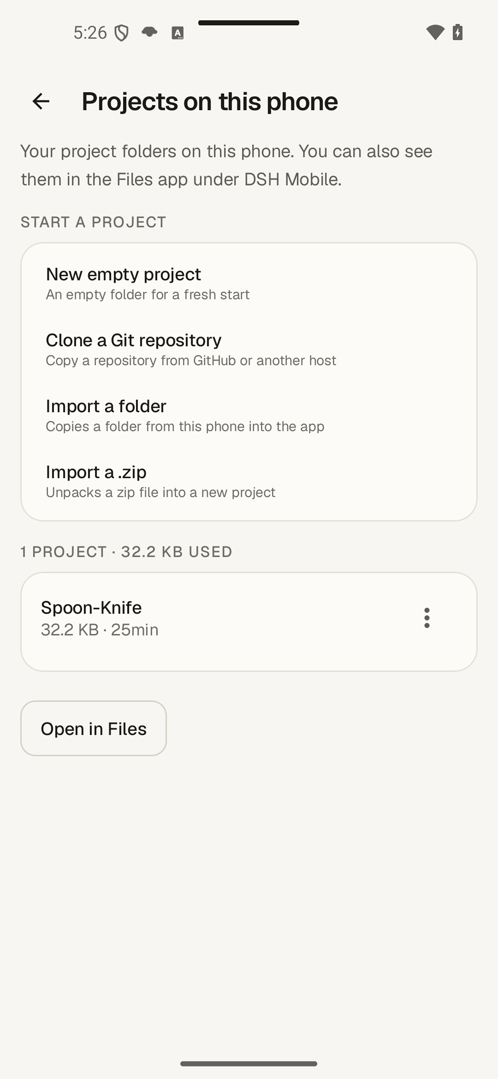 5:26
Projects on this phone
Your project folders on this phone. You can also see
them in the Files app under DSH Mobile.
START A PROJECT
New empty project
An empty folder for a fresh start
Clone a Git repository
Copy a repository from GitHub or another host
Import a folder
Copies a folder from this phone into the app
Import a .zip
Unpacks a zip file into a new project
1 PROJECT · 32.2 KB USED
Spoon-Knife
32.2 KB · 25min
Open in Files